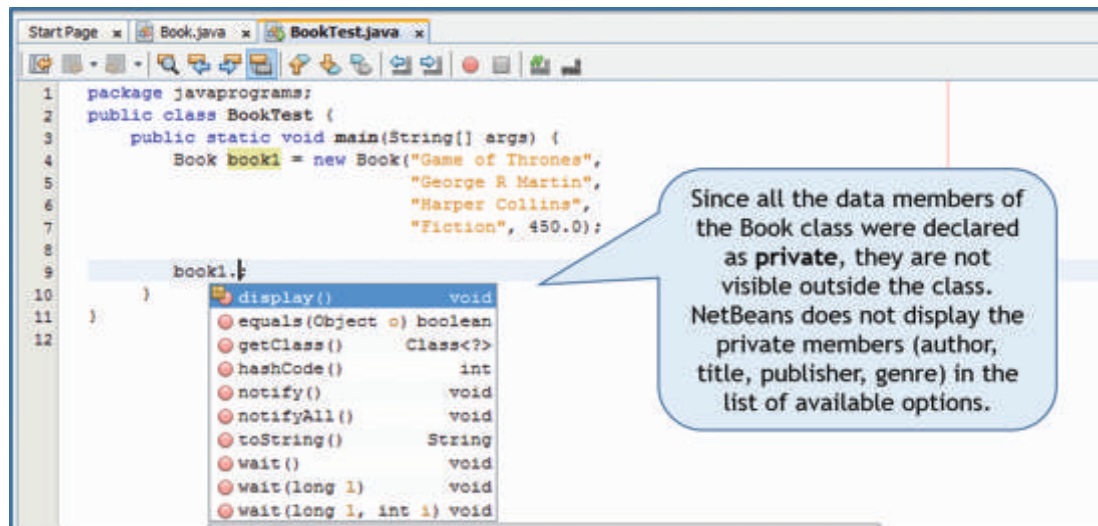 Start Page x Book.java x BookTest.java x
1 package javaprograms;
2 public class BookTest {
3 public static void main(String[] args) {
4 Book book1 = new Book("Game of Thrones",
5 "George R Martin",
6 "Harper Collins",
7 "Fiction", 450.0);
8
9 book1.;
10 }
11 }
12
display() void
equals(Object o) boolean
getClass() Class<?>
hashCode() int
notify() void
notifyAll() void
toString() String
wait() void
wait(long l) void
wait(long l, int i) void
Since all the data members of
the Book class were declared
as private, they are not
visible outside the class.
NetBeans does not display the
private members (author,
title, publisher, genre) in the
list of available options.